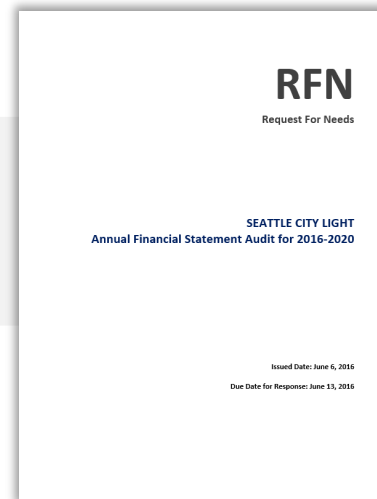 RFN
Request For Needs
SEATTLE CITY LIGHT
Annual Financial Statement Audit for 2016-2020
Issued Date: June 6, 2016
Due Date for Response: June 13, 2016